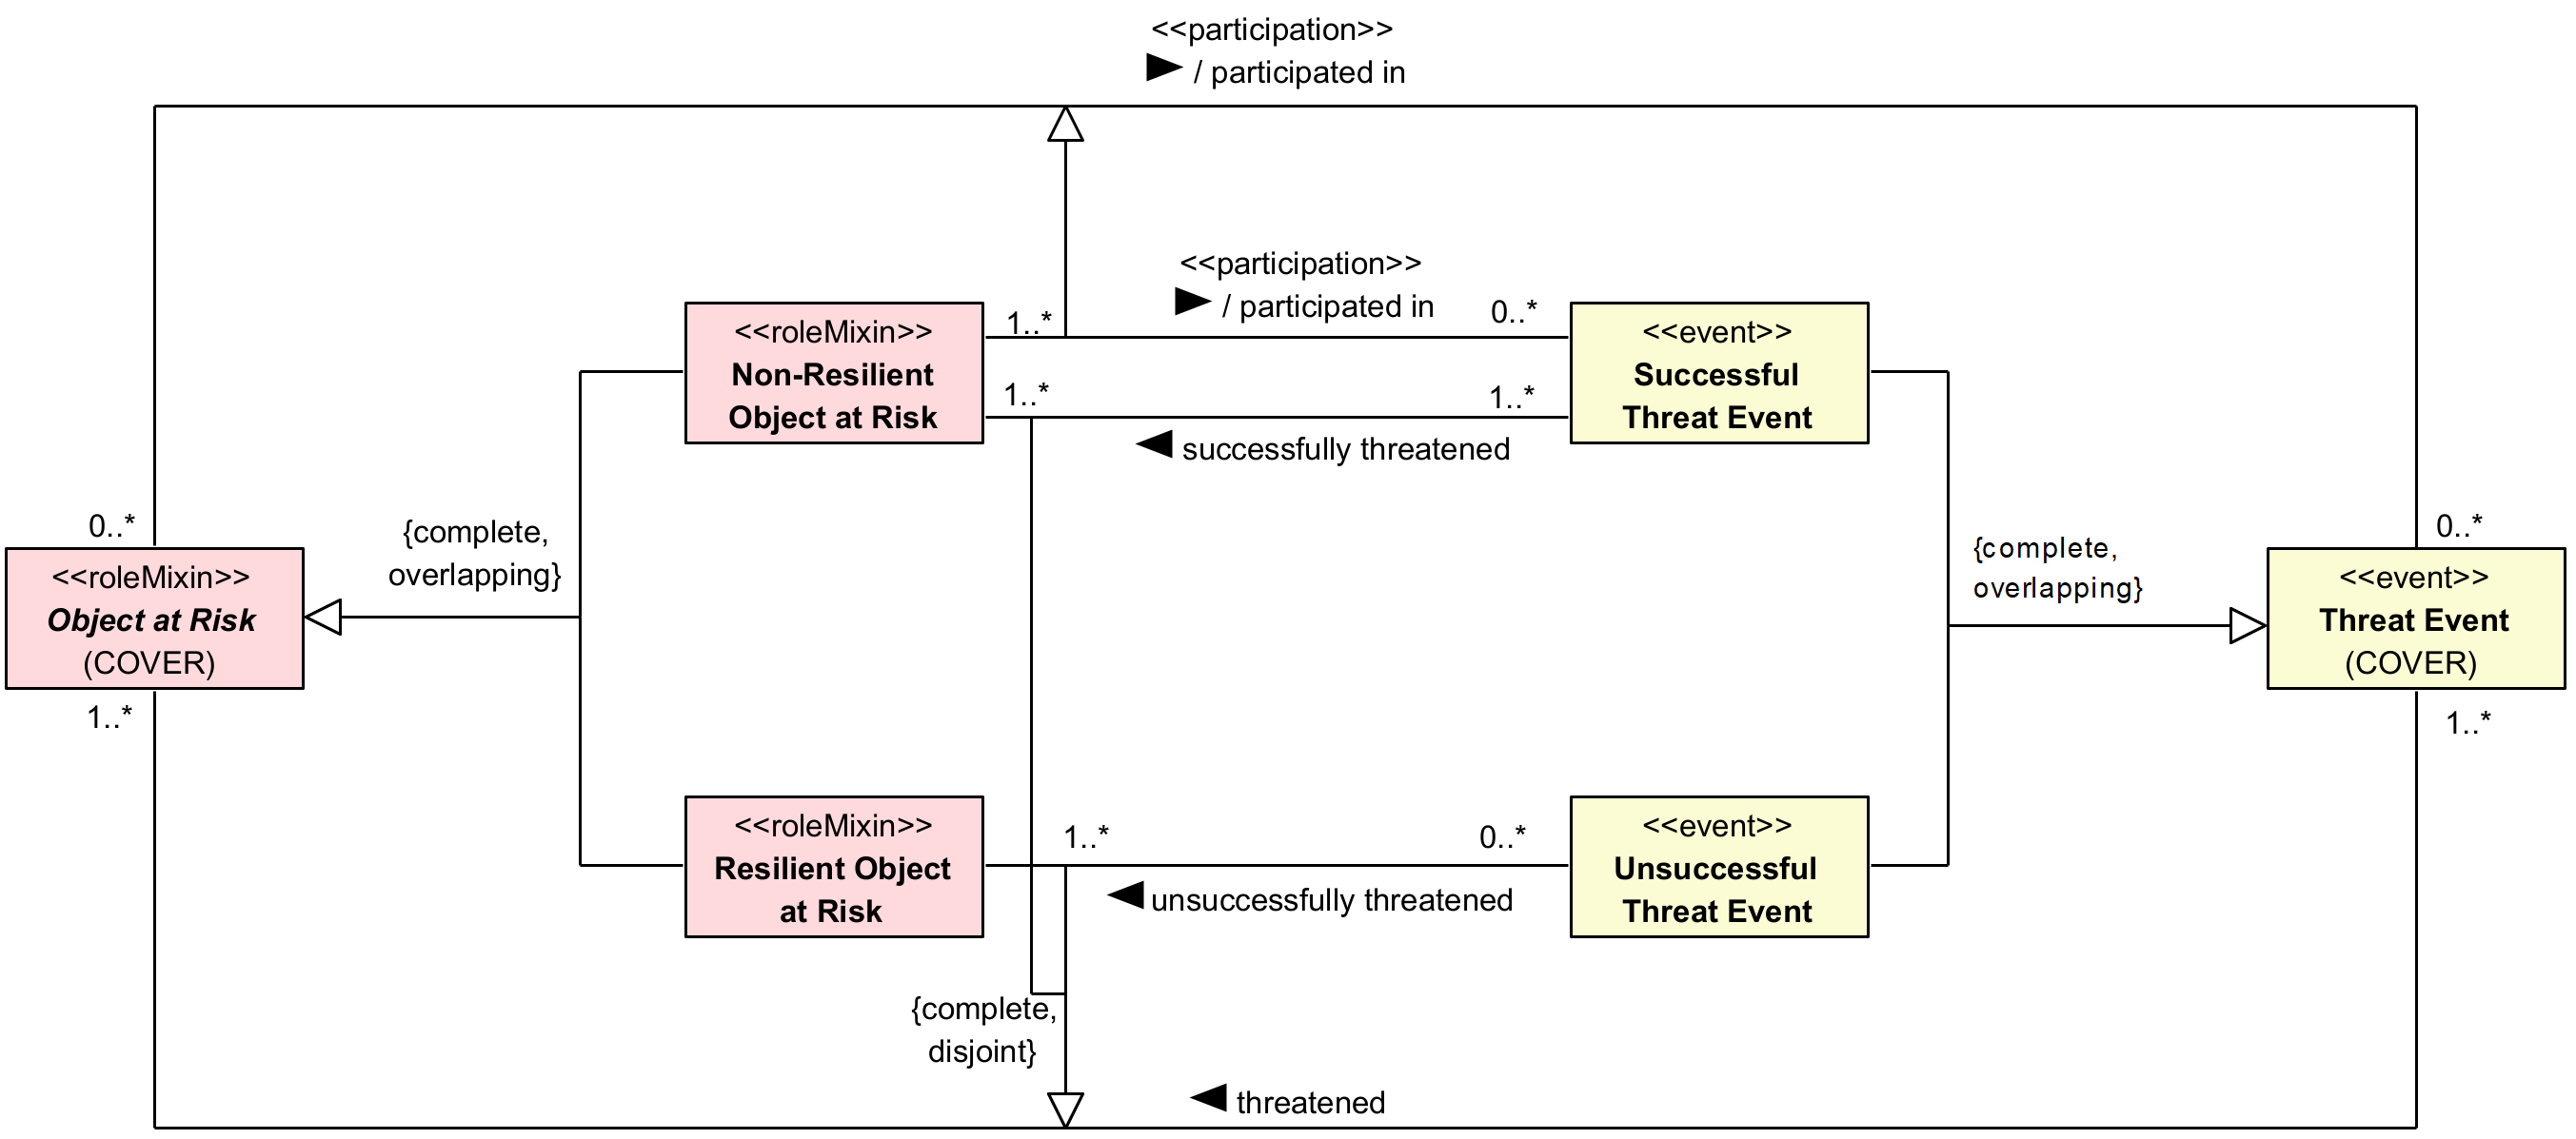 <<participation>>
▶ / participated in
<<participation>>
▶ / participated in
1..*
0..*
<<roleMixin>>
Non-Resilient
Object at Risk
<<event>>
Successful
Threat Event
1..*
1..*
◀ successfully threatened
0..*
{complete,
overlapping}
{complete,
overlapping}
0..*
<<roleMixin>>
Object at Risk
(COVER)
<<event>>
Threat Event
(COVER)
1..*
1..*
<<roleMixin>>
Resilient Object
at Risk
1..*
0..*
<<event>>
Unsuccessful
Threat Event
◀ unsuccessfully threatened
{complete,
disjoint}
◀ threatened